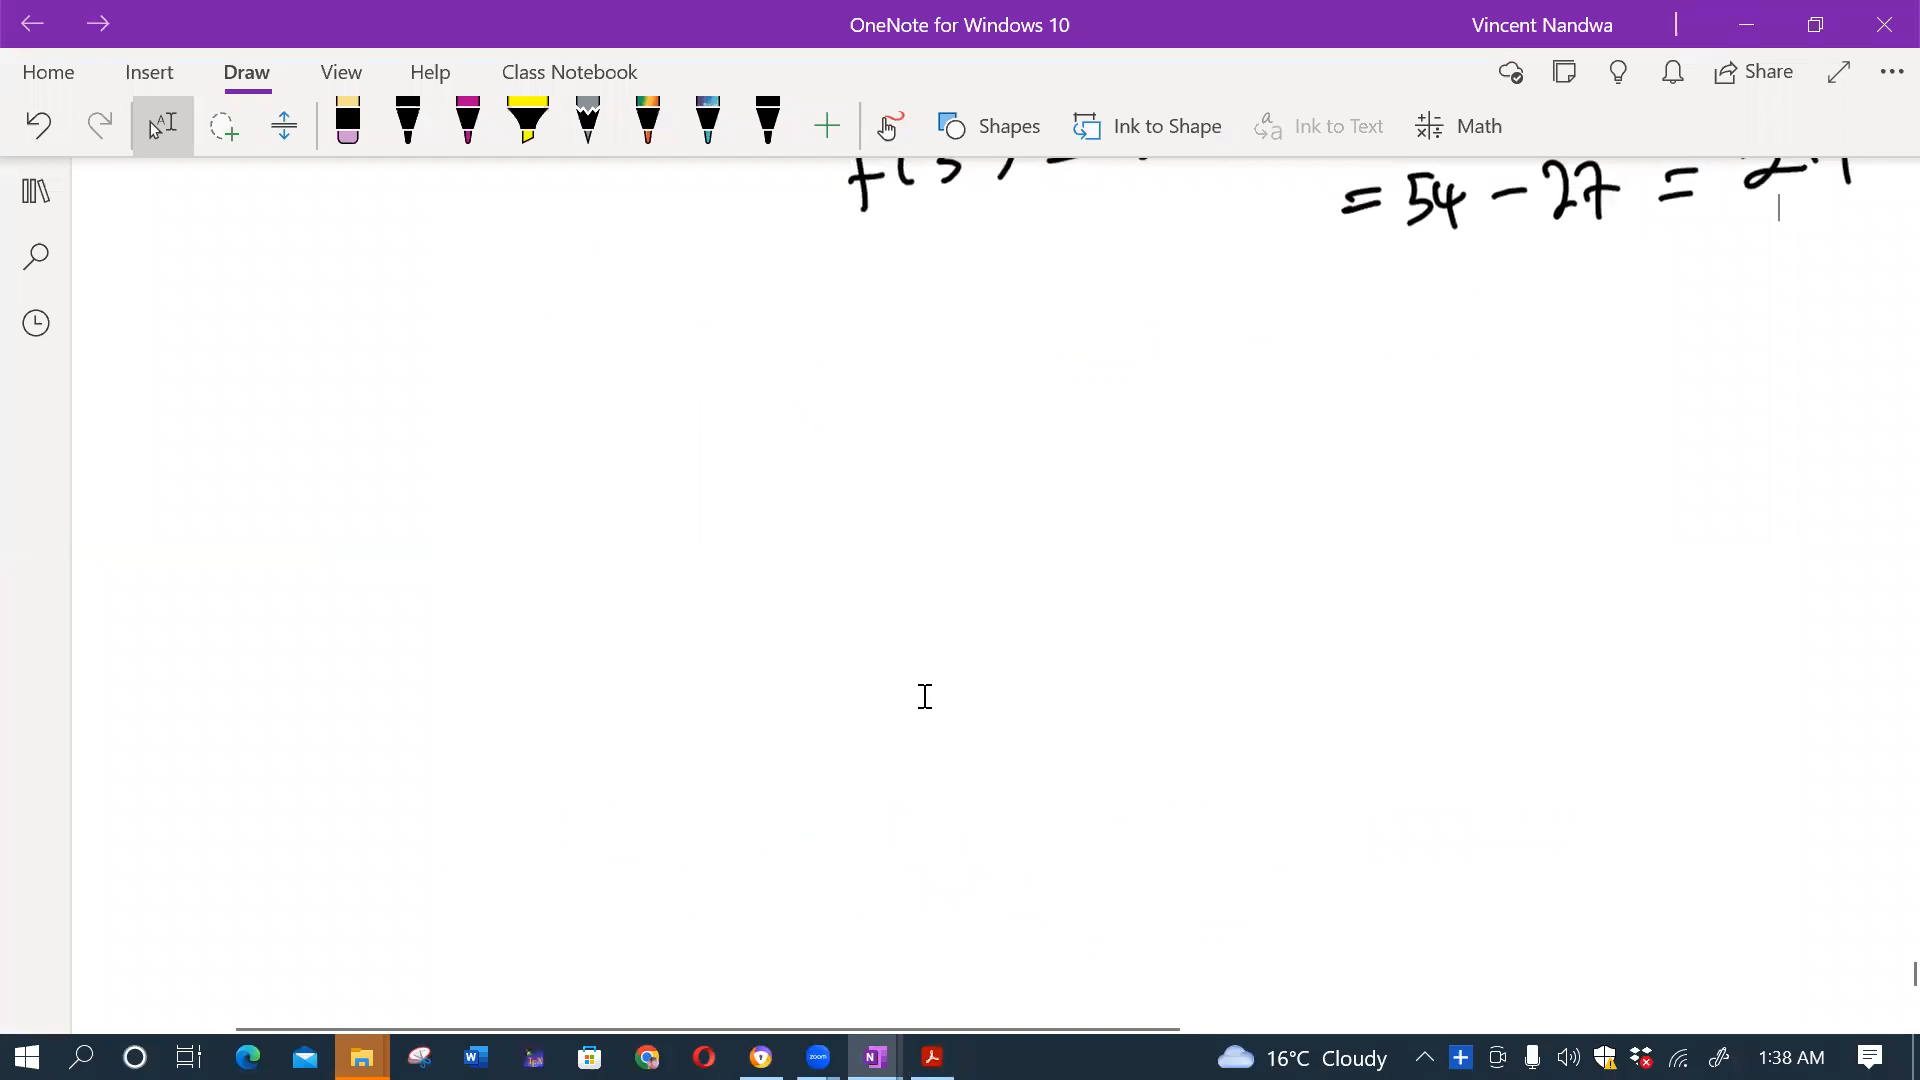 OneNote for Windows 10
Vincent Nandwa
Home Insert Draw View Help Class Notebook
Share
Shapes Ink to Shape Ink to Text Math
f(3) =
= 54 - 27 =
16°C Cloudy
1:38 AM